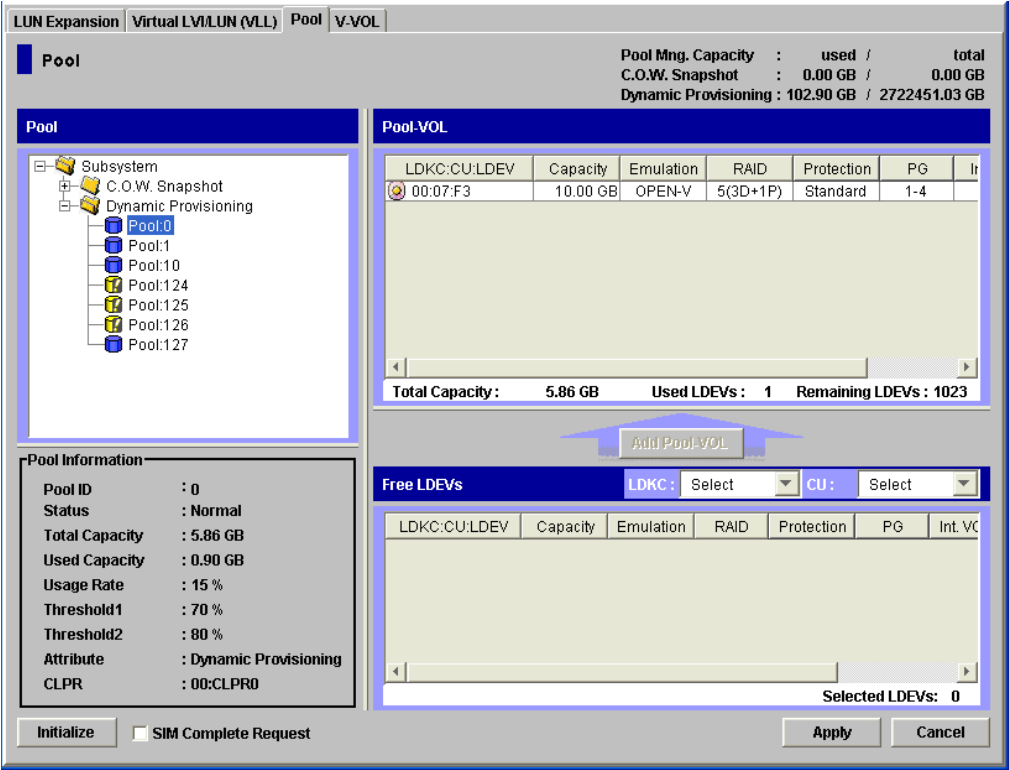 LUN Expansion Virtual LVI/LUN (VLL) Pool V-VOL
Pool
Pool Mng. Capacity : used / total
C.O.W. Snapshot : 0.00 GB / 0.00 GB
Dynamic Provisioning : 102.90 GB / 2722451.03 GB
Pool
Subsystem
C.O.W. Snapshot
Dynamic Provisioning
Pool:0
Pool:1
Pool:10
Pool:124
Pool:125
Pool:126
Pool:127
Pool Information
Pool ID : 0
Status : Normal
Total Capacity : 5.86 GB
Used Capacity : 0.90 GB
Usage Rate : 15 %
Threshold1 : 70 %
Threshold2 : 80 %
Attribute : Dynamic Provisioning
CLPR : 00:CLPR0
Pool-VOL
LDKC:CU:LDEV Capacity Emulation RAID Protection PG
00:07:F3 10.00 GB OPEN-V 5(3D+1P) Standard 1-4
Total Capacity : 5.86 GB Used LDEVs : 1 Remaining LDEVs : 1023
Add Pool-VOL
Free LDEVs LDKC : Select CU : Select
LDKC:CU:LDEV Capacity Emulation RAID Protection PG Int. VO
Selected LDEVs: 0
Initialize SIM Complete Request Apply Cancel